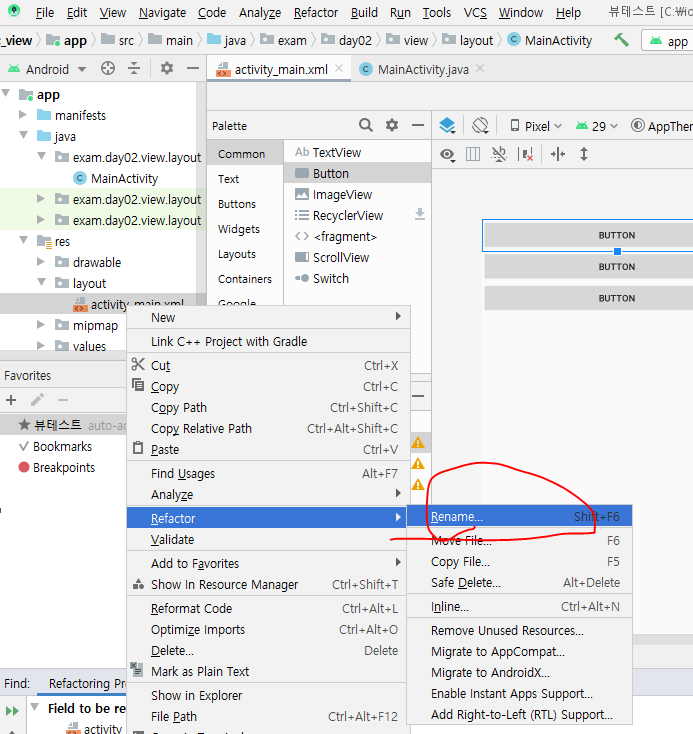 File Edit View Navigate Code Analyze Refactor Build Run Tools VCS Window Help 뷰테스트
_view app src main java exam day02 view layout MainActivity app
Android activity_main.xml MainActivity.java
app
manifests
java
exam.day02.view.layout
MainActivity
exam.day02.view.layout
exam.day02.view.layout
res
drawable
layout
activity_main.xml
mipmap
values
Palette
Common
Text
Buttons
Widgets
Layouts
Containers
Google
Ab TextView
Button
ImageView
RecyclerView
<> <fragment>
ScrollView
Switch
Pixel 29 AppThem
BUTTON
BUTTON
BUTTON
Favorites
뷰테스트 auto-ad
Bookmarks
Breakpoints
New
Link C++ Project with Gradle
Cut Ctrl+X
Copy Ctrl+C
Copy Path Ctrl+Shift+C
Copy Relative Path Ctrl+Alt+Shift+C
Paste Ctrl+V
Find Usages Alt+F7
Analyze
Refactor
Validate
Add to Favorites
Show In Resource Manager Ctrl+Shift+T
Reformat Code Ctrl+Alt+L
Optimize Imports Ctrl+Alt+O
Delete... Delete
Mark as Plain Text
Show in Explorer
File Path Ctrl+Alt+F12
Rename... Shift+F6
Move File... F6
Copy File... F5
Safe Delete... Alt+Delete
Inline... Ctrl+Alt+N
Remove Unused Resources...
Migrate to AppCompat...
Migrate to AndroidX...
Enable Instant Apps Support...
Add Right-to-Left (RTL) Support...
Find: Refactoring Pr
Field to be re
activity